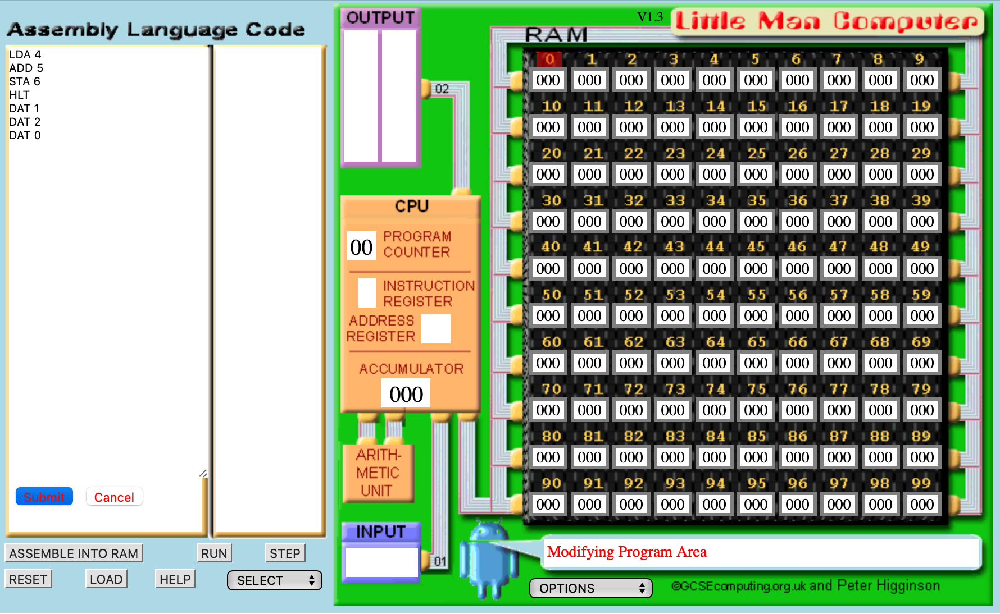 Assembly Language Code
LDA 4
ADD 5
STA 6
HLT
DAT 1
DAT 2
DAT 0
Submit Cancel
ASSEMBLE INTO RAM RUN STEP
RESET LOAD HELP SELECT
OUTPUT
02
CPU
00 PROGRAM
COUNTER
INSTRUCTION
REGISTER
ADDRESS
REGISTER
ACCUMULATOR
000
ARITH-
METIC
UNIT
INPUT
01
V1.3 Little Man Computer
RAM
0 1 2 3 4 5 6 7 8 9
000 000 000 000 000 000 000 000 000 000
10 11 12 13 14 15 16 17 18 19
000 000 000 000 000 000 000 000 000 000
20 21 22 23 24 25 26 27 28 29
000 000 000 000 000 000 000 000 000 000
30 31 32 33 34 35 36 37 38 39
000 000 000 000 000 000 000 000 000 000
40 41 42 43 44 45 46 47 48 49
000 000 000 000 000 000 000 000 000 000
50 51 52 53 54 55 56 57 58 59
000 000 000 000 000 000 000 000 000 000
60 61 62 63 64 65 66 67 68 69
000 000 000 000 000 000 000 000 000 000
70 71 72 73 74 75 76 77 78 79
000 000 000 000 000 000 000 000 000 000
80 81 82 83 84 85 86 87 88 89
000 000 000 000 000 000 000 000 000 000
90 91 92 93 94 95 96 97 98 99
000 000 000 000 000 000 000 000 000 000
Modifying Program Area
OPTIONS
©GCSEcomputing.org.uk and Peter Higginson